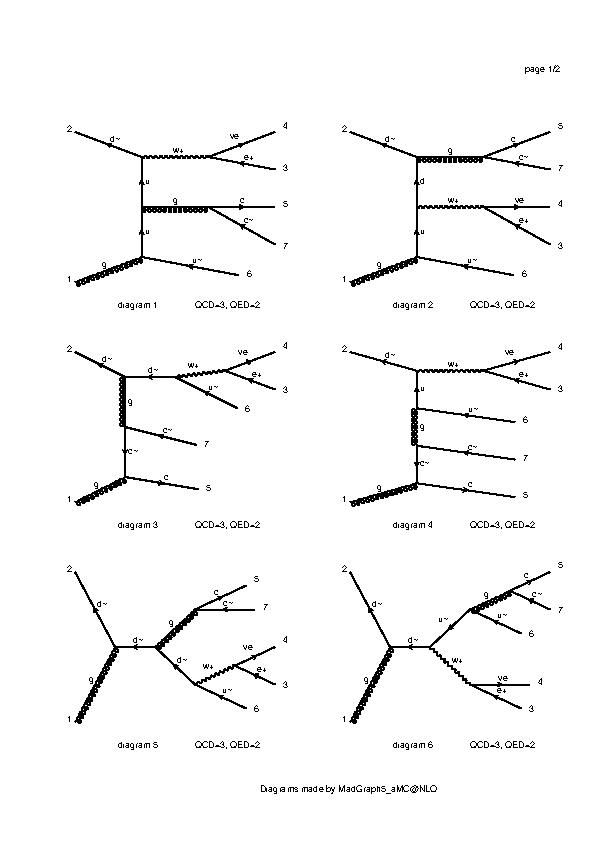 page 1/2
2 d~ w+ ve 4
e+ 3
u
g c 5
c~ 7
u
g u~ 6
1
diagram 1 QCD=3, QED=2
2 d~ g c 5
c~ 7
d
w+ ve 4
e+ 3
u
g u~ 6
1
diagram 2 QCD=3, QED=2
2 d~ d~ w+ ve 4
e+ 3
u~ 6
g
c~ 7
c~
g c 5
1
diagram 3 QCD=3, QED=2
2 d~ w+ ve 4
e+ 3
u
u~ 6
g
c~ 7
c~
g c 5
1
diagram 4 QCD=3, QED=2
2 d~ d~ g c 5
c~ 7
d~ w+ ve 4
e+ 3
u~ 6
g
1
diagram 5 QCD=3, QED=2
2 d~ d~ u~ g c 5
c~ 7
u~ 6
w+ ve 4
e+ 3
g
1
diagram 6 QCD=3, QED=2
Diagrams made by MadGraph5_aMC@NLO